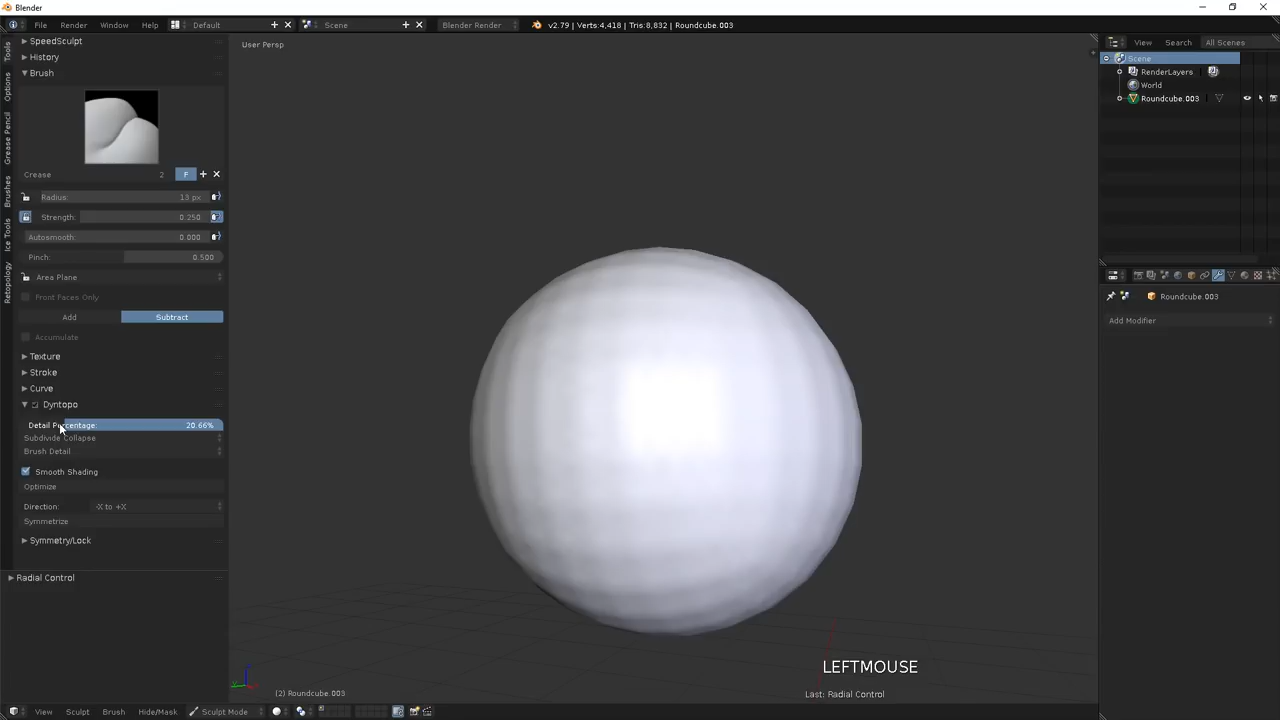 Blender
File Render Window Help Default Scene Blender Render v2.79 | Verts:4,418 | Tris:8,832 | Roundcube.003
SpeedSculpt
History
Brush
Crease 2 F
Radius: 13 px
Strength: 0.250
Autosmooth: 0.000
Pinch: 0.500
Area Plane
Front Faces Only
Add Subtract
Accumulate
Texture
Stroke
Curve
Dyntopo
Detail Percentage: 20.66%
Subdivide Collapse
Brush Detail
Smooth Shading
Optimize
Direction: -X to +X
Symmetrize
Symmetry/Lock
Radial Control
Tools
Options
Grease Pencil
Brushes
Ice Tools
Retopology
User Persp
LEFTMOUSE
Last: Radial Control
(2) Roundcube.003
View Sculpt Brush Hide/Mask Sculpt Mode
View Search All Scenes
Scene
RenderLayers
World
Roundcube.003
Roundcube.003
Add Modifier